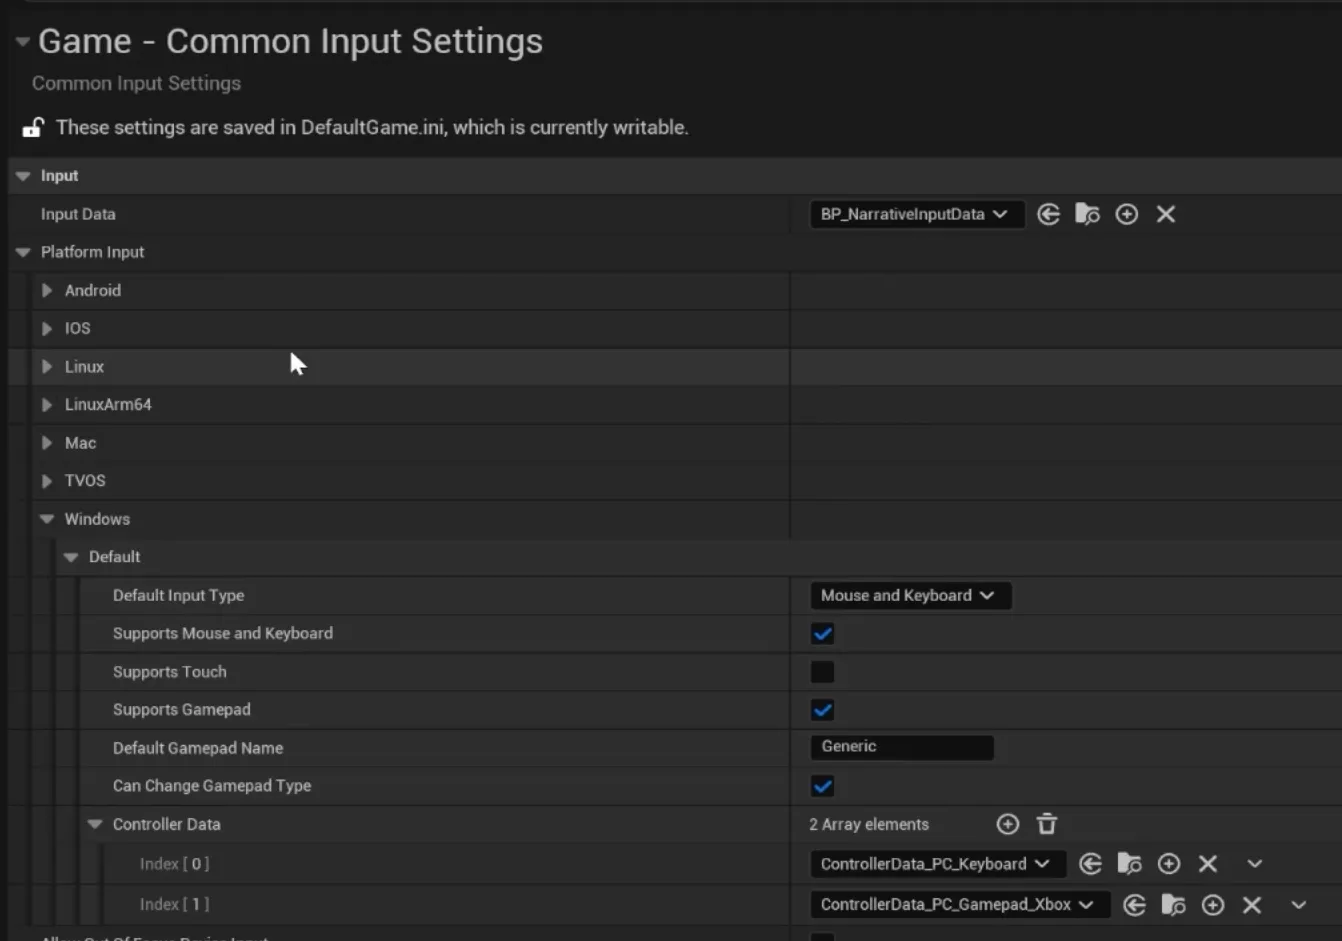 Game - Common Input Settings
Common Input Settings
These settings are saved in DefaultGame.ini, which is currently writable.
Input
Input Data BP_NarrativeInputData
Platform Input
Android
IOS
Linux
LinuxArm64
Mac
TVOS
Windows
Default
Default Input Type Mouse and Keyboard
Supports Mouse and Keyboard
Supports Touch
Supports Gamepad
Default Gamepad Name Generic
Can Change Gamepad Type
Controller Data 2 Array elements
Index [ 0 ] ControllerData_PC_Keyboard
Index [ 1 ] ControllerData_PC_Gamepad_Xbox